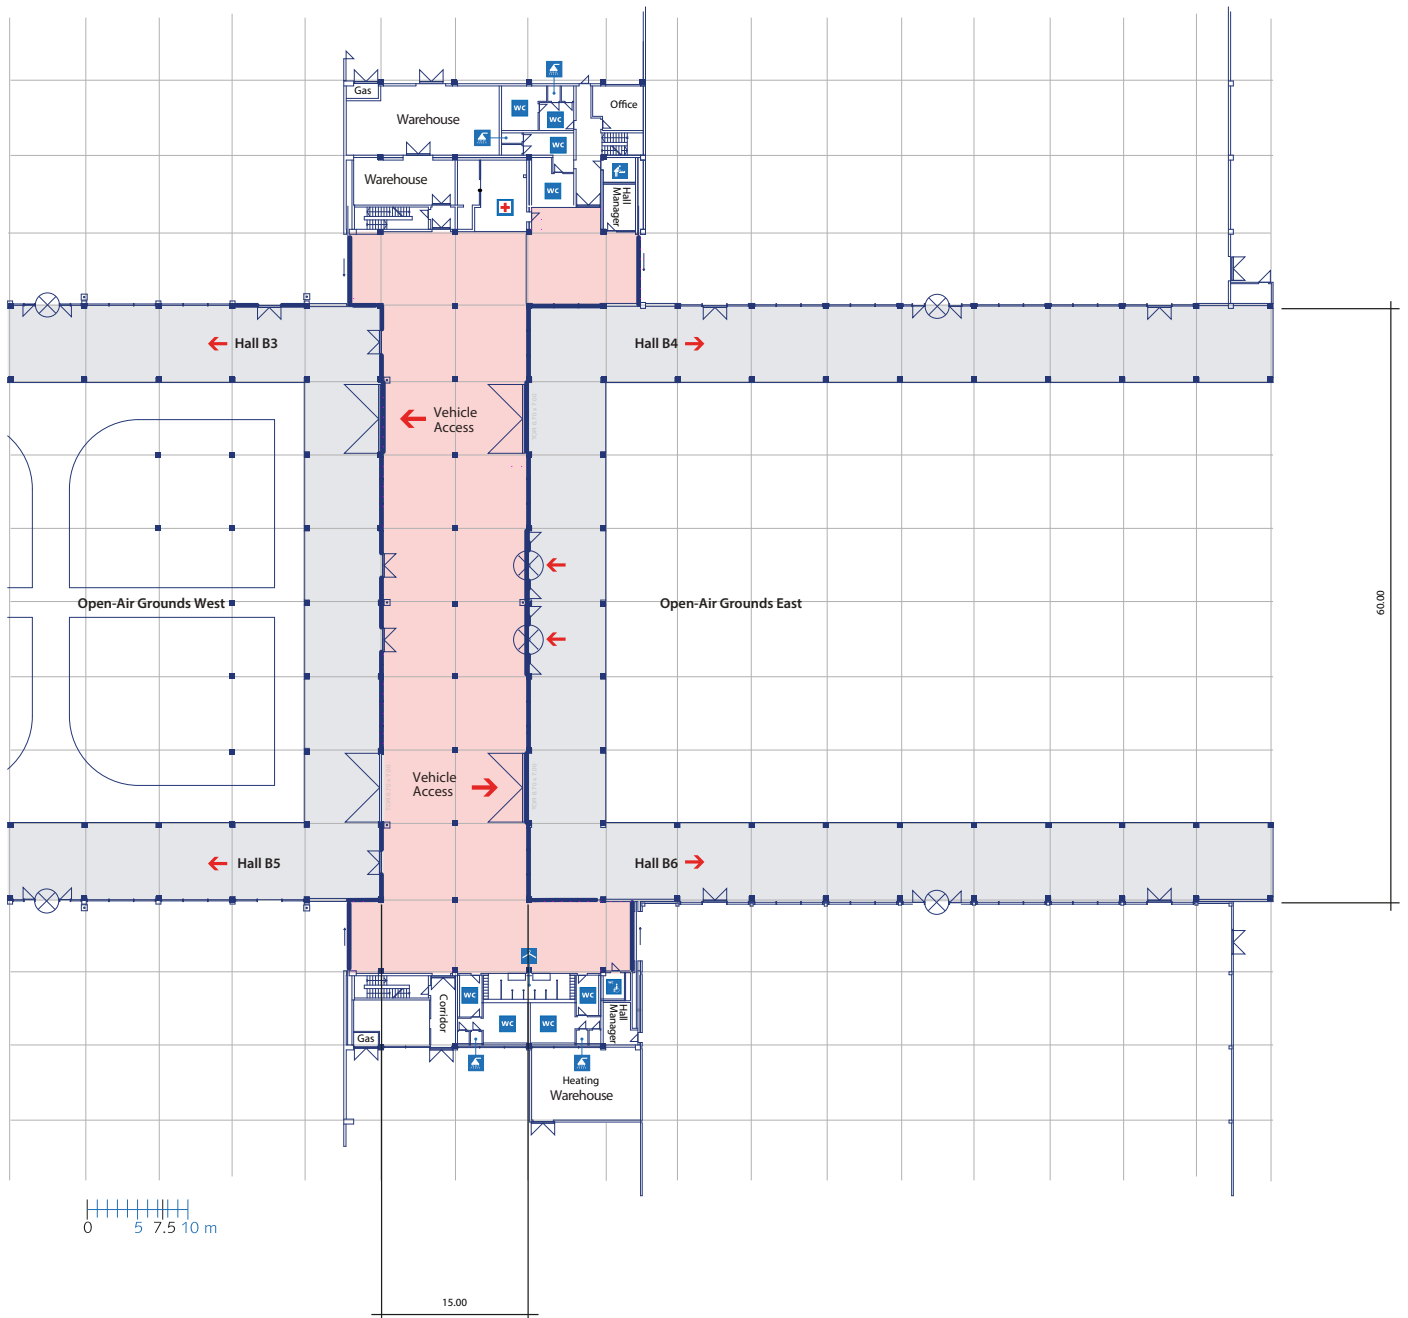 Gas
Warehouse
WC
WC
Office
WC
Warehouse
WC
Hall
Manager
Hall B3
Hall B4
Vehicle
Access
Open-Air Grounds West
Open-Air Grounds East
60.00
Vehicle
Access
Hall B5
Hall B6
WC
WC
Corridor
WC
WC
Hall
Manager
Gas
Heating
Warehouse
0 5 7.5 10 m
15.00